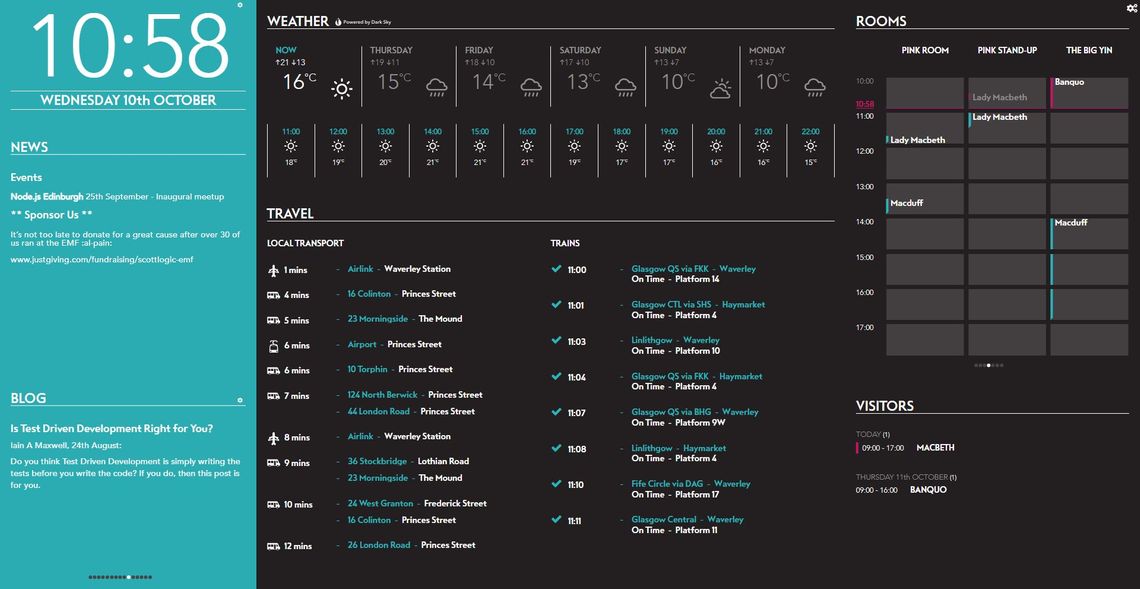 10:58
WEDNESDAY 10th OCTOBER
NEWS
Events
Node.js Edinburgh 25th September - Inaugural meetup
** Sponsor Us **
It's not too late to donate for a great cause after over 30 of
us ran at the EMF :al-pain:
www.justgiving.com/fundraising/scottlogic-emf
BLOG
Is Test Driven Development Right for You?
Iain A Maxwell, 24th August:
Do you think Test Driven Development is simply writing the
tests before you write the code? If you do, then this post is
for you.
WEATHER Powered by Dark Sky
NOW THURSDAY FRIDAY SATURDAY SUNDAY MONDAY
↑21 ↓13 ↑19 ↓11 ↑18 ↓10 ↑17 ↓10 ↑13 ↓7 ↑13 ↓7
16°C 15°C 14°C 13°C 10°C 10°C
11:00 12:00 13:00 14:00 15:00 16:00 17:00 18:00 19:00 20:00 21:00 22:00
18° 19° 20° 21° 21° 21° 19° 17° 17° 16° 16° 15°
TRAVEL
LOCAL TRANSPORT
1 mins - Airlink - Waverley Station
4 mins - 16 Colinton - Princes Street
5 mins - 23 Morningside - The Mound
6 mins - Airport - Princes Street
6 mins - 10 Torphin - Princes Street
7 mins - 124 North Berwick - Princes Street
- 44 London Road - Princes Street
8 mins - Airlink - Waverley Station
9 mins - 36 Stockbridge - Lothian Road
- 23 Morningside - The Mound
10 mins - 24 West Granton - Frederick Street
- 16 Colinton - Princes Street
12 mins - 26 London Road - Princes Street
TRAINS
11:00 - Glasgow QS via FKK - Waverley
On Time - Platform 14
11:01 - Glasgow CTL via SHS - Haymarket
On Time - Platform 4
11:03 - Linlithgow - Waverley
On Time - Platform 10
11:04 - Glasgow QS via FKK - Haymarket
On Time - Platform 4
11:07 - Glasgow QS via BHG - Waverley
On Time - Platform 9W
11:08 - Linlithgow - Haymarket
On Time - Platform 4
11:10 - Fife Circle via DAG - Waverley
On Time - Platform 17
11:11 - Glasgow Central - Waverley
On Time - Platform 11
ROOMS
PINK ROOM PINK STAND-UP THE BIG YIN
10:00 Banquo
Lady Macbeth
10:58
11:00 Lady Macbeth
Lady Macbeth
12:00
13:00
Macduff
14:00 Macduff
15:00
16:00
17:00
VISITORS
TODAY (1)
09:00 - 17:00 MACBETH
THURSDAY 11th OCTOBER (1)
09:00 - 16:00 BANQUO